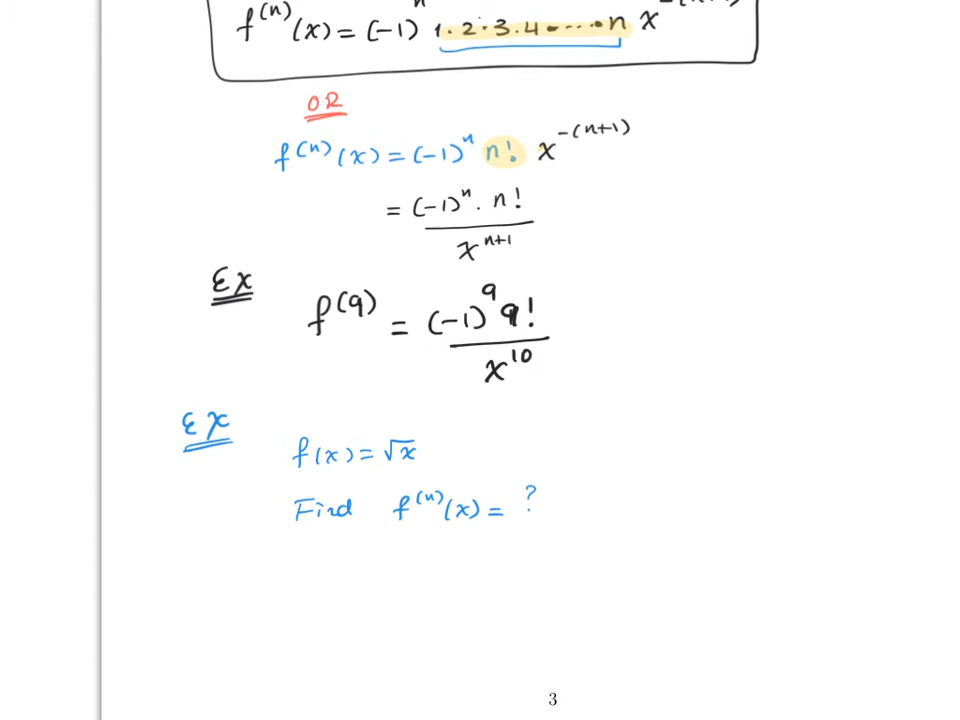 f^(n)(x) = (-1)^n 1·2·3·4·····n x
OR
f^(n)(x) = (-1)^n n! x^-(n+1)
= (-1)^n · n! / x^(n+1)
Ex
f^(9) = (-1)^9 9! / x^10
Ex
f(x) = √x
Find f^(n)(x) = ?
3